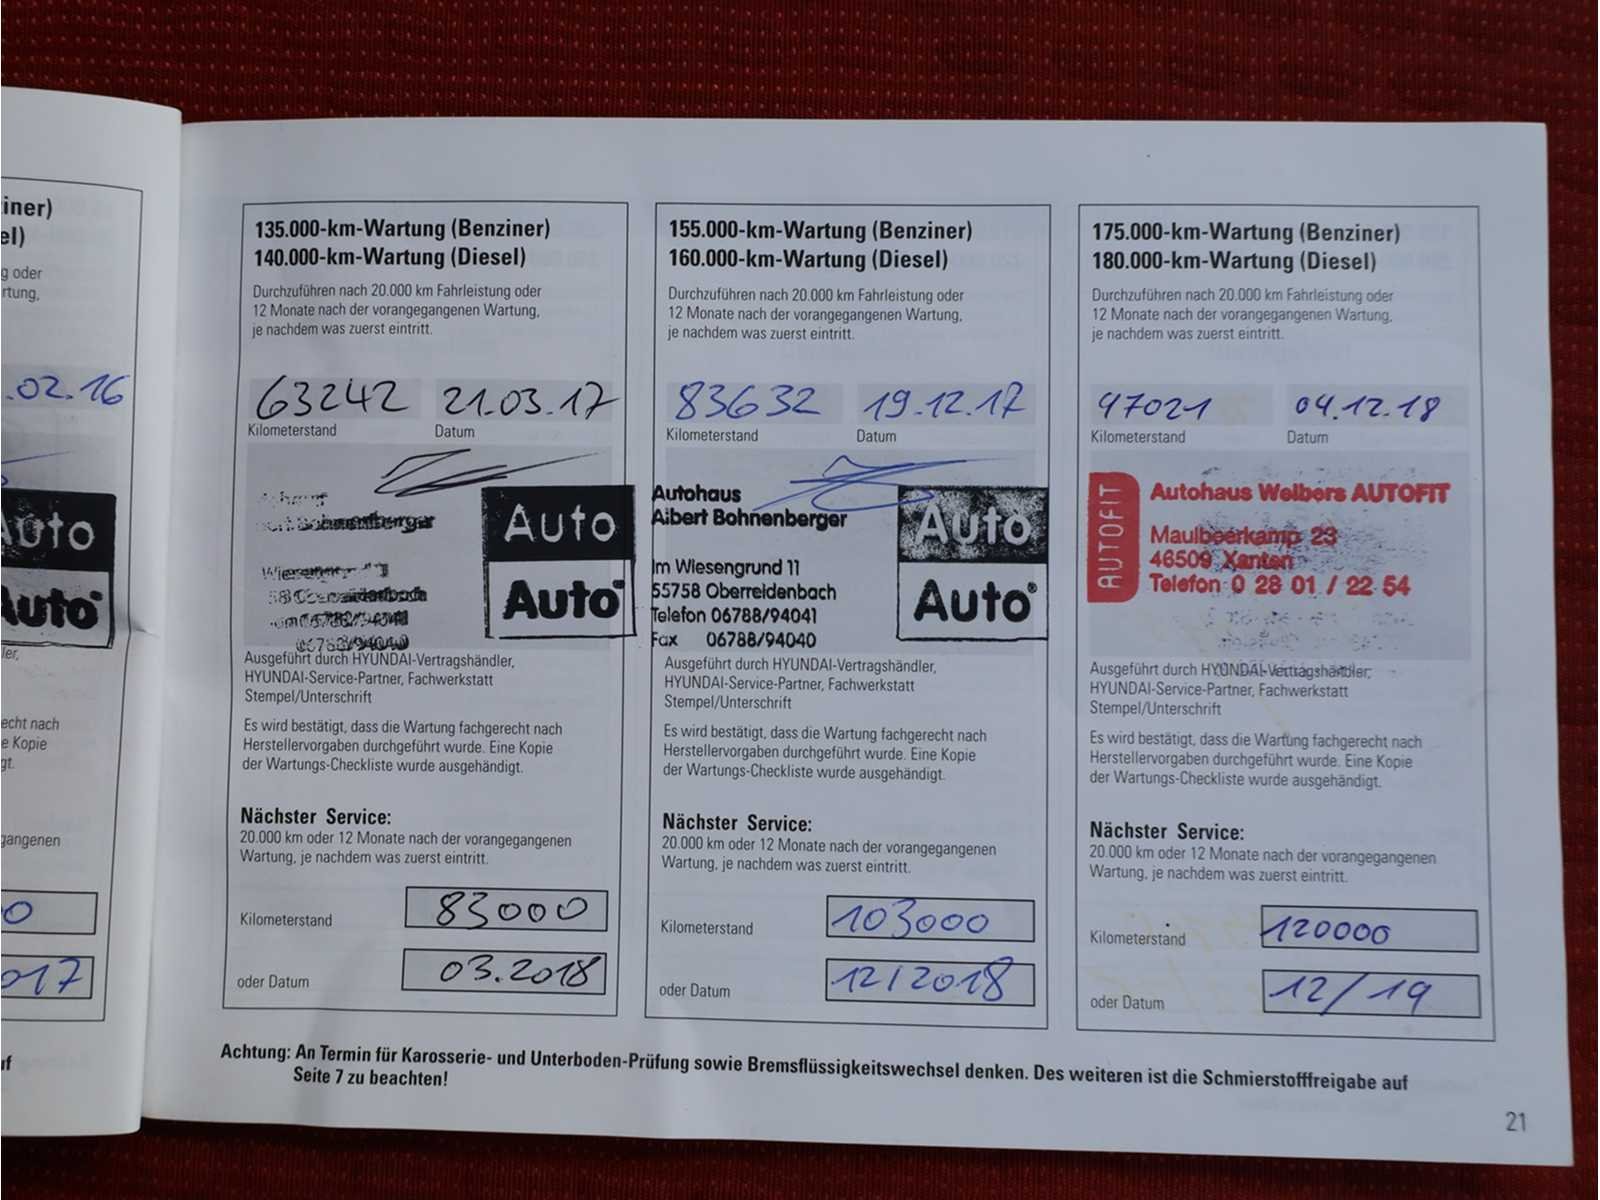 iner)
el)
g oder
rtung,
.02.16
Auto
Auto
ler,
echt nach
e Kopie
gt.
gangenen
0
017
uf
135.000-km-Wartung (Benziner)
140.000-km-Wartung (Diesel)
Durchzuführen nach 20.000 km Fahrleistung oder
12 Monate nach der vorangegangenen Wartung,
je nachdem was zuerst eintritt.
63242 21.03.17
Kilometerstand Datum
Bohnenberger
Auto
Auto
06788/94041
06788/94040
Ausgeführt durch HYUNDAI-Vertragshändler,
HYUNDAI-Service-Partner, Fachwerkstatt
Stempel/Unterschrift
Es wird bestätigt, dass die Wartung fachgerecht nach
Herstellervorgaben durchgeführt wurde. Eine Kopie
der Wartungs-Checkliste wurde ausgehändigt.
Nächster Service:
20.000 km oder 12 Monate nach der vorangegangenen
Wartung, je nachdem was zuerst eintritt.
Kilometerstand 83000
oder Datum 03.2018
155.000-km-Wartung (Benziner)
160.000-km-Wartung (Diesel)
Durchzuführen nach 20.000 km Fahrleistung oder
12 Monate nach der vorangegangenen Wartung,
je nachdem was zuerst eintritt.
83632 19.12.17
Kilometerstand Datum
Autohaus
Albert Bohnenberger
Im Wiesengrund 11
55758 Oberreidenbach
Telefon 06788/94041
Fax 06788/94040
Auto
Auto
Ausgeführt durch HYUNDAI-Vertragshändler,
HYUNDAI-Service-Partner, Fachwerkstatt
Stempel/Unterschrift
Es wird bestätigt, dass die Wartung fachgerecht nach
Herstellervorgaben durchgeführt wurde. Eine Kopie
der Wartungs-Checkliste wurde ausgehändigt.
Nächster Service:
20.000 km oder 12 Monate nach der vorangegangenen
Wartung, je nachdem was zuerst eintritt.
Kilometerstand 103000
oder Datum 12/2018
175.000-km-Wartung (Benziner)
180.000-km-Wartung (Diesel)
Durchzuführen nach 20.000 km Fahrleistung oder
12 Monate nach der vorangegangenen Wartung,
je nachdem was zuerst eintritt.
97021 04.12.18
Kilometerstand Datum
AUTOFIT
Autohaus Welbers AUTOFIT
Maulbeerkamp 23
46509 Xanten
Telefon 0 28 01 / 22 54
Ausgeführt durch HYUNDAI-Vertragshändler,
HYUNDAI-Service-Partner, Fachwerkstatt
Stempel/Unterschrift
Es wird bestätigt, dass die Wartung fachgerecht nach
Herstellervorgaben durchgeführt wurde. Eine Kopie
der Wartungs-Checkliste wurde ausgehändigt.
Nächster Service:
20.000 km oder 12 Monate nach der vorangegangenen
Wartung, je nachdem was zuerst eintritt.
Kilometerstand 120000
oder Datum 12/19
Achtung: An Termin für Karosserie- und Unterboden-Prüfung sowie Bremsflüssigkeitswechsel denken. Des weiteren ist die Schmierstofffreigabe auf
Seite 7 zu beachten!
21